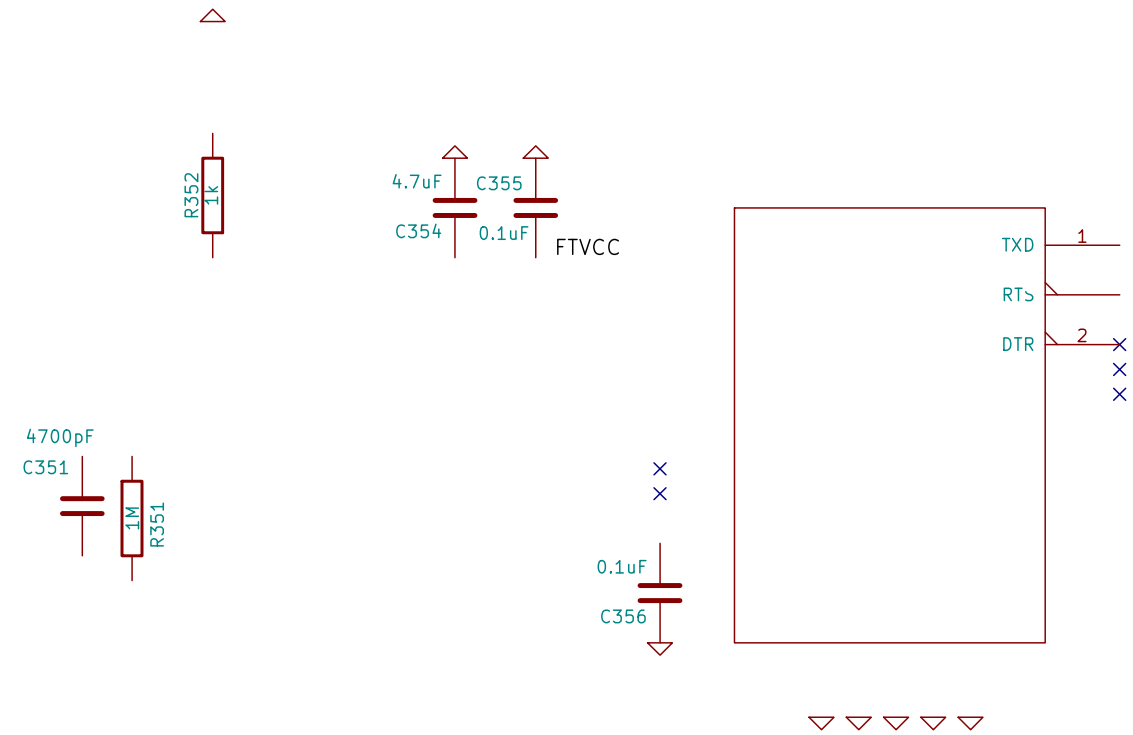 R352
1k
4.7uF
C355
C354
0.1uF
FTVCC
TXD
1
RTS
DTR
2
4700pF
C351
1M
R351
0.1uF
C356